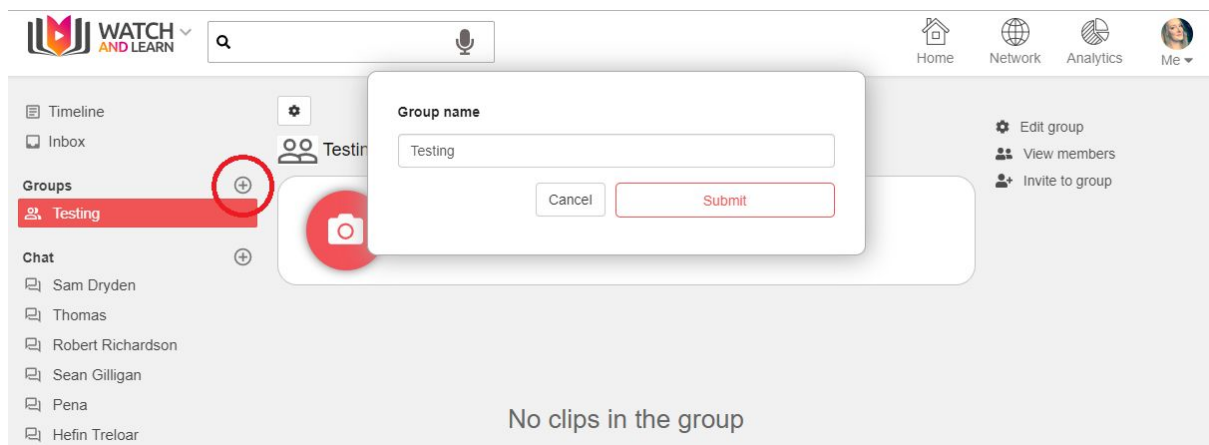 WATCH
AND LEARN
Home
Network
Analytics
Me
Timeline
Inbox
Groups
Testing
Chat
Sam Dryden
Thomas
Robert Richardson
Sean Gilligan
Pena
Hefin Treloar
Testin
Group name
Testing
Cancel
Submit
No clips in the group
Edit group
View members
Invite to group